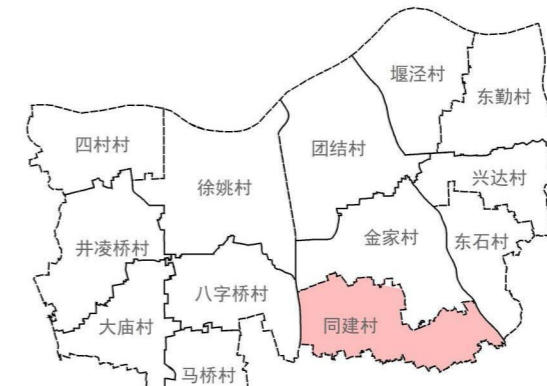 堰泾村
东勤村
四村村
团结村
兴达村
徐姚村
金家村
东石村
井凌桥村
八字桥村
大庙村
同建村
马桥村